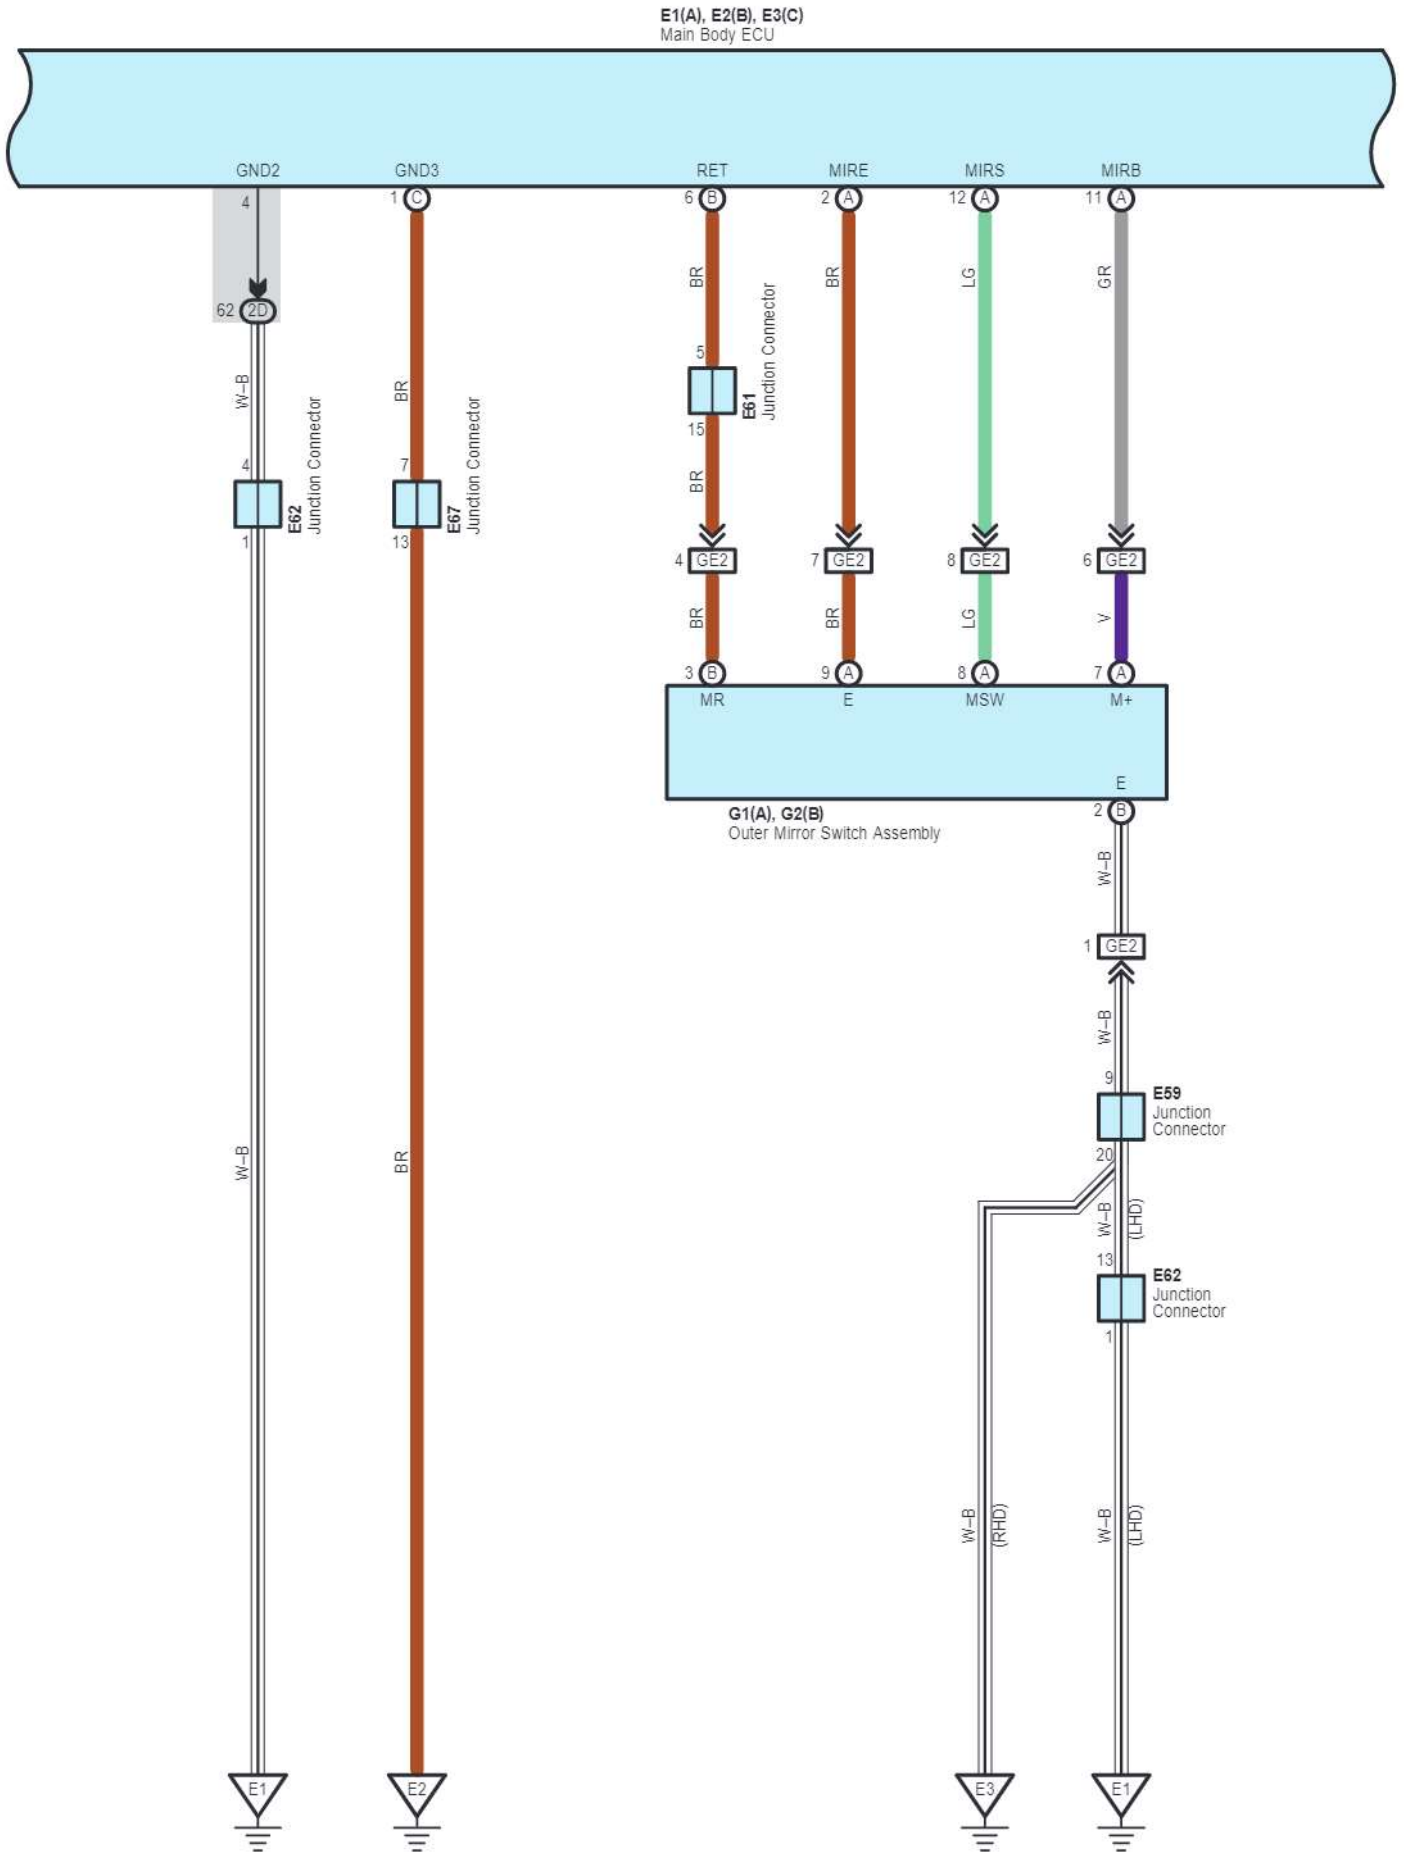 E1(A), E2(B), E3(C)
Main Body ECU
GND2
GND3
RET
MIRE
MIRS
MIRB
4
1 C
6 B
2 A
12 A
11 A
BR
BR
LG
GR
62 2D
W–B
BR
5
E61
Junction Connector
15
BR
4
E62
Junction Connector
1
7
E67
Junction Connector
13
4 GE2
7 GE2
8 GE2
6 GE2
BR
BR
LG
V
3 B
9 A
8 A
7 A
MR
E
MSW
M+
E
G1(A), G2(B)
Outer Mirror Switch Assembly
2 B
W–B
1 GE2
W–B
9
E59
Junction
Connector
20
W–B
BR
W–B
(LHD)
13
E62
Junction
Connector
1
W–B
(RHD)
W–B
(LHD)
E1
E2
E3
E1